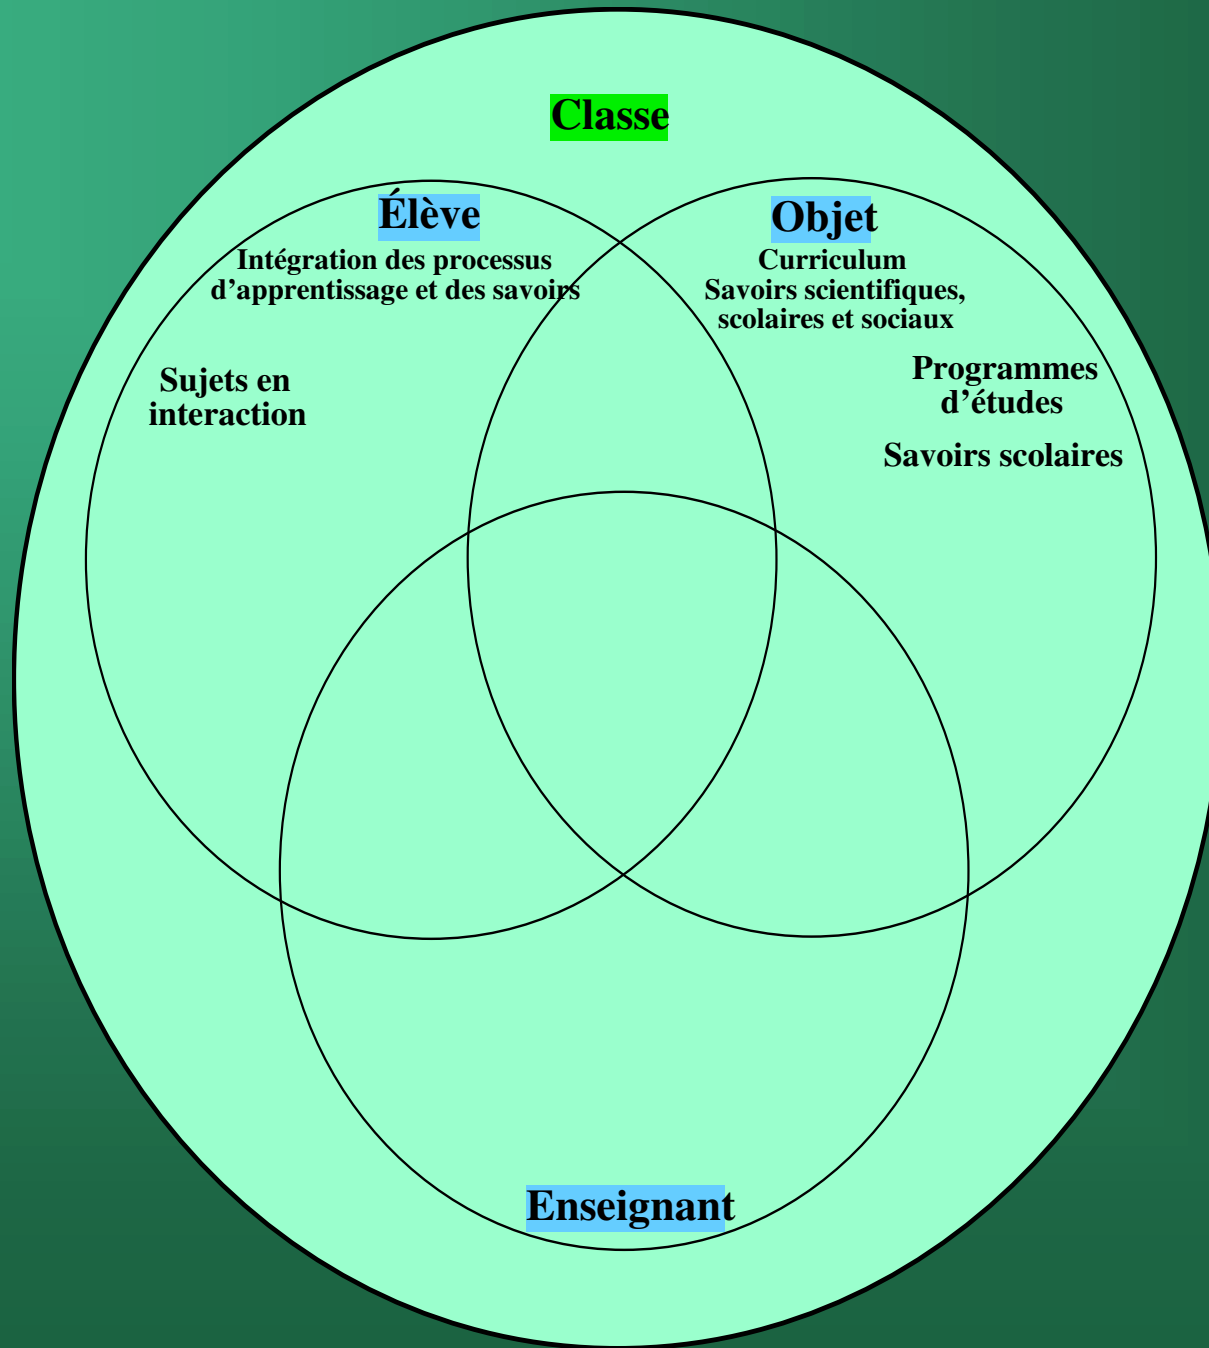 Classe
Élève
Intégration des processus
d’apprentissage et des savoirs
Sujets en
interaction
Objet
Curriculum
Savoirs scientifiques,
scolaires et sociaux
Programmes
d’études
Savoirs scolaires
Enseignant